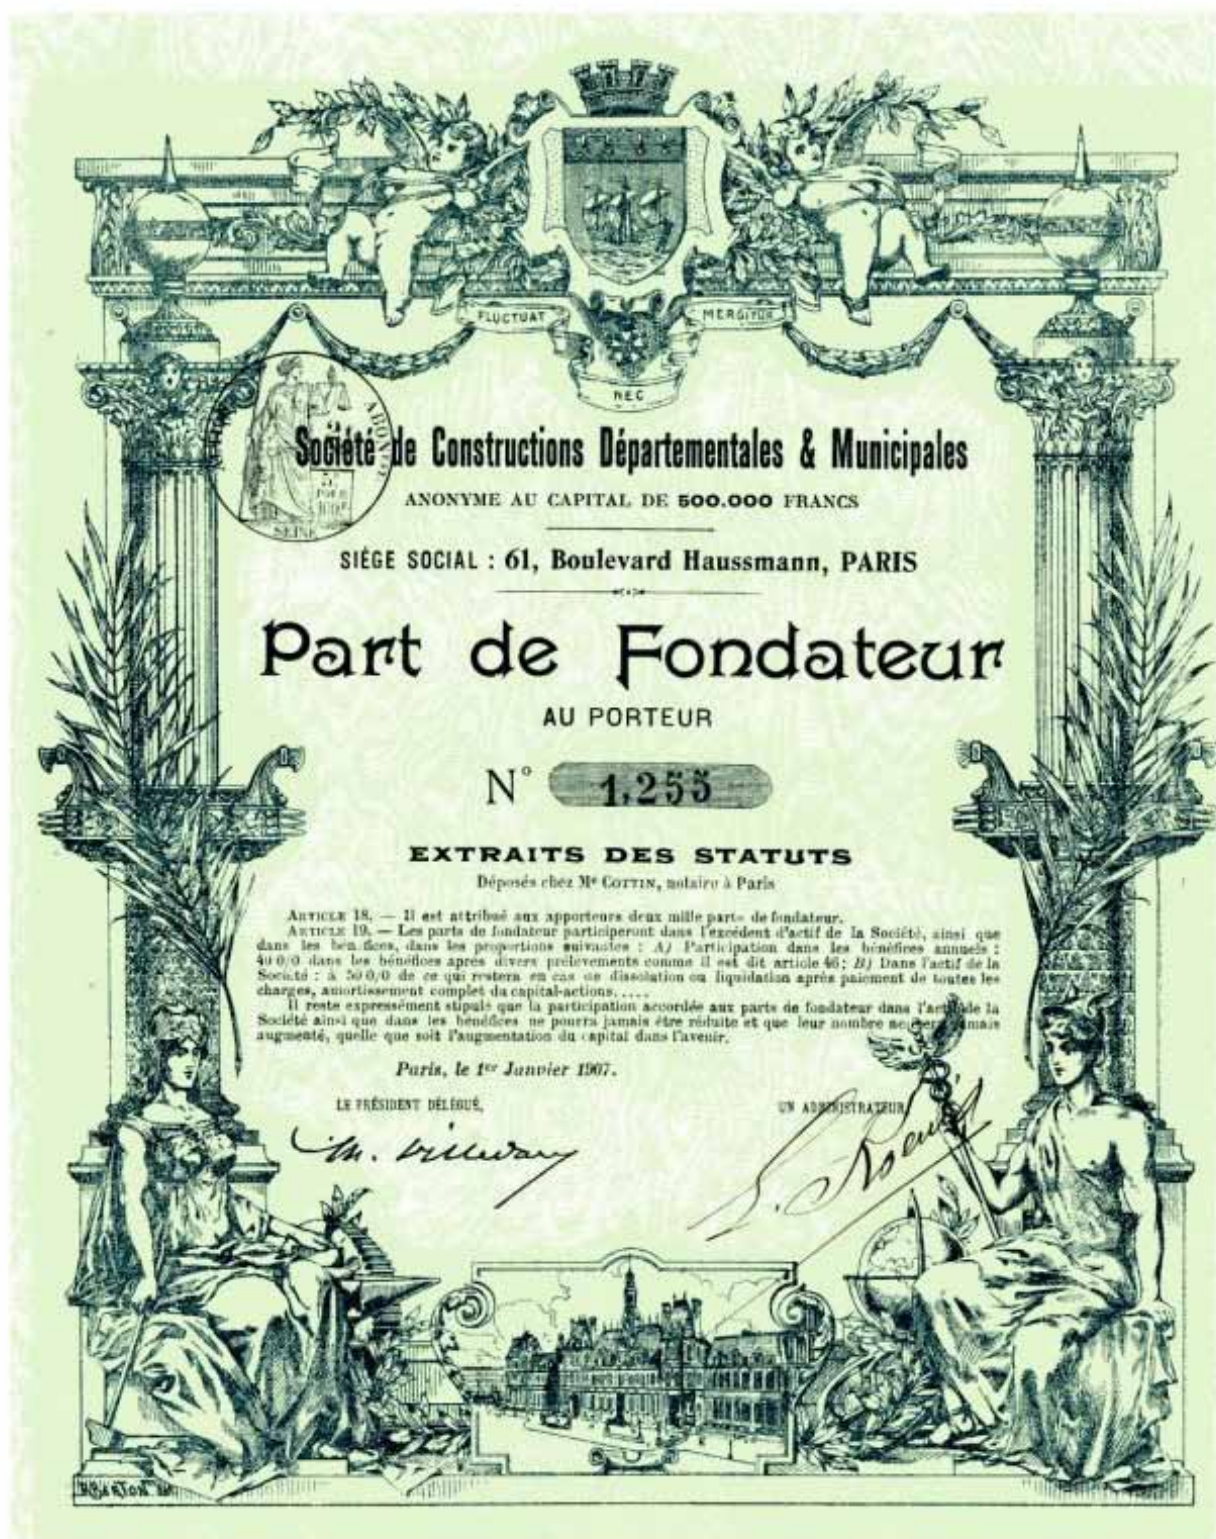 FLUCTUAT
MERGITUR
NEC
Société de Constructions Départementales & Municipales
ANONYME AU CAPITAL DE 500.000 FRANCS
SEINE
SIÈGE SOCIAL : 61, Boulevard Haussmann, PARIS
Part de Fondateur
AU PORTEUR
N° 1,255
EXTRAITS DES STATUTS
Déposés chez Me COTTIN, notaire à Paris
ARTICLE 18. — Il est attribué aux apporteurs deux mille parts de fondateur.
ARTICLE 19. — Les parts de fondateur participeront dans l'excédent d'actif de la Société, ainsi que
dans les bénéfices, dans les proportions suivantes : A) Participation dans les bénéfices annuels :
40 0/0 dans les bénéfices après divers prélèvements comme il est dit article 46; B) Dans l'actif de la
Société : à 50 0/0 de ce qui restera en cas de dissolution ou liquidation après paiement de toutes les
charges, amortissement complet du capital-actions.....
Il reste expressément stipulé que la participation accordée aux parts de fondateur dans l'actif de la
Société ainsi que dans les bénéfices ne pourra jamais être réduite et que leur nombre ne sera jamais
augmenté, quelle que soit l'augmentation du capital dans l'avenir.
Paris, le 1er Janvier 1907.
LE PRÉSIDENT DÉLÉGUÉ,
UN ADMINISTRATEUR